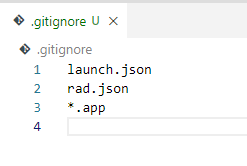 .gitignore U
.gitignore
1 launch.json
2 rad.json
3 *.app
4